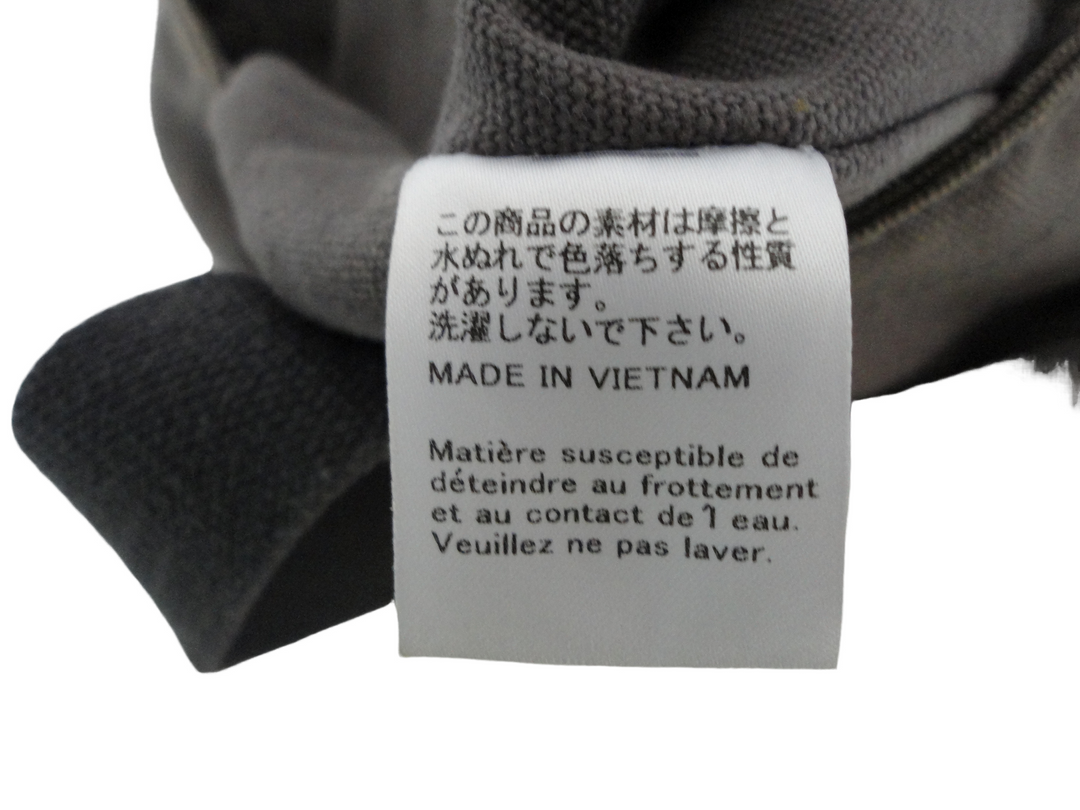 この商品の素材は摩擦と
水ぬれで色落ちする性質
があります。
洗濯しないで下さい。
MADE IN VIETNAM
Matière susceptible de
déteindre au frottement
et au contact de l eau.
Veuillez ne pas laver.